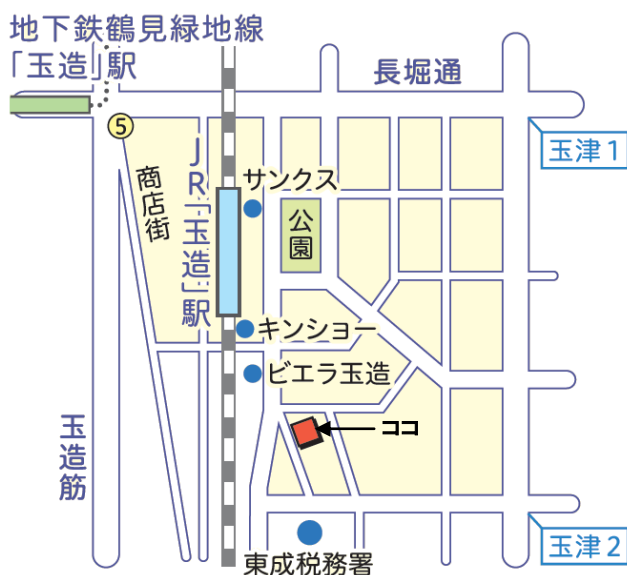 地下鉄鶴見緑地線
「玉造」駅
長堀通
5
玉津1
JR「玉造」駅
サンクス
商店街
公園
キンショー
ビエラ玉造
ココ
玉造筋
玉津2
東成税務署